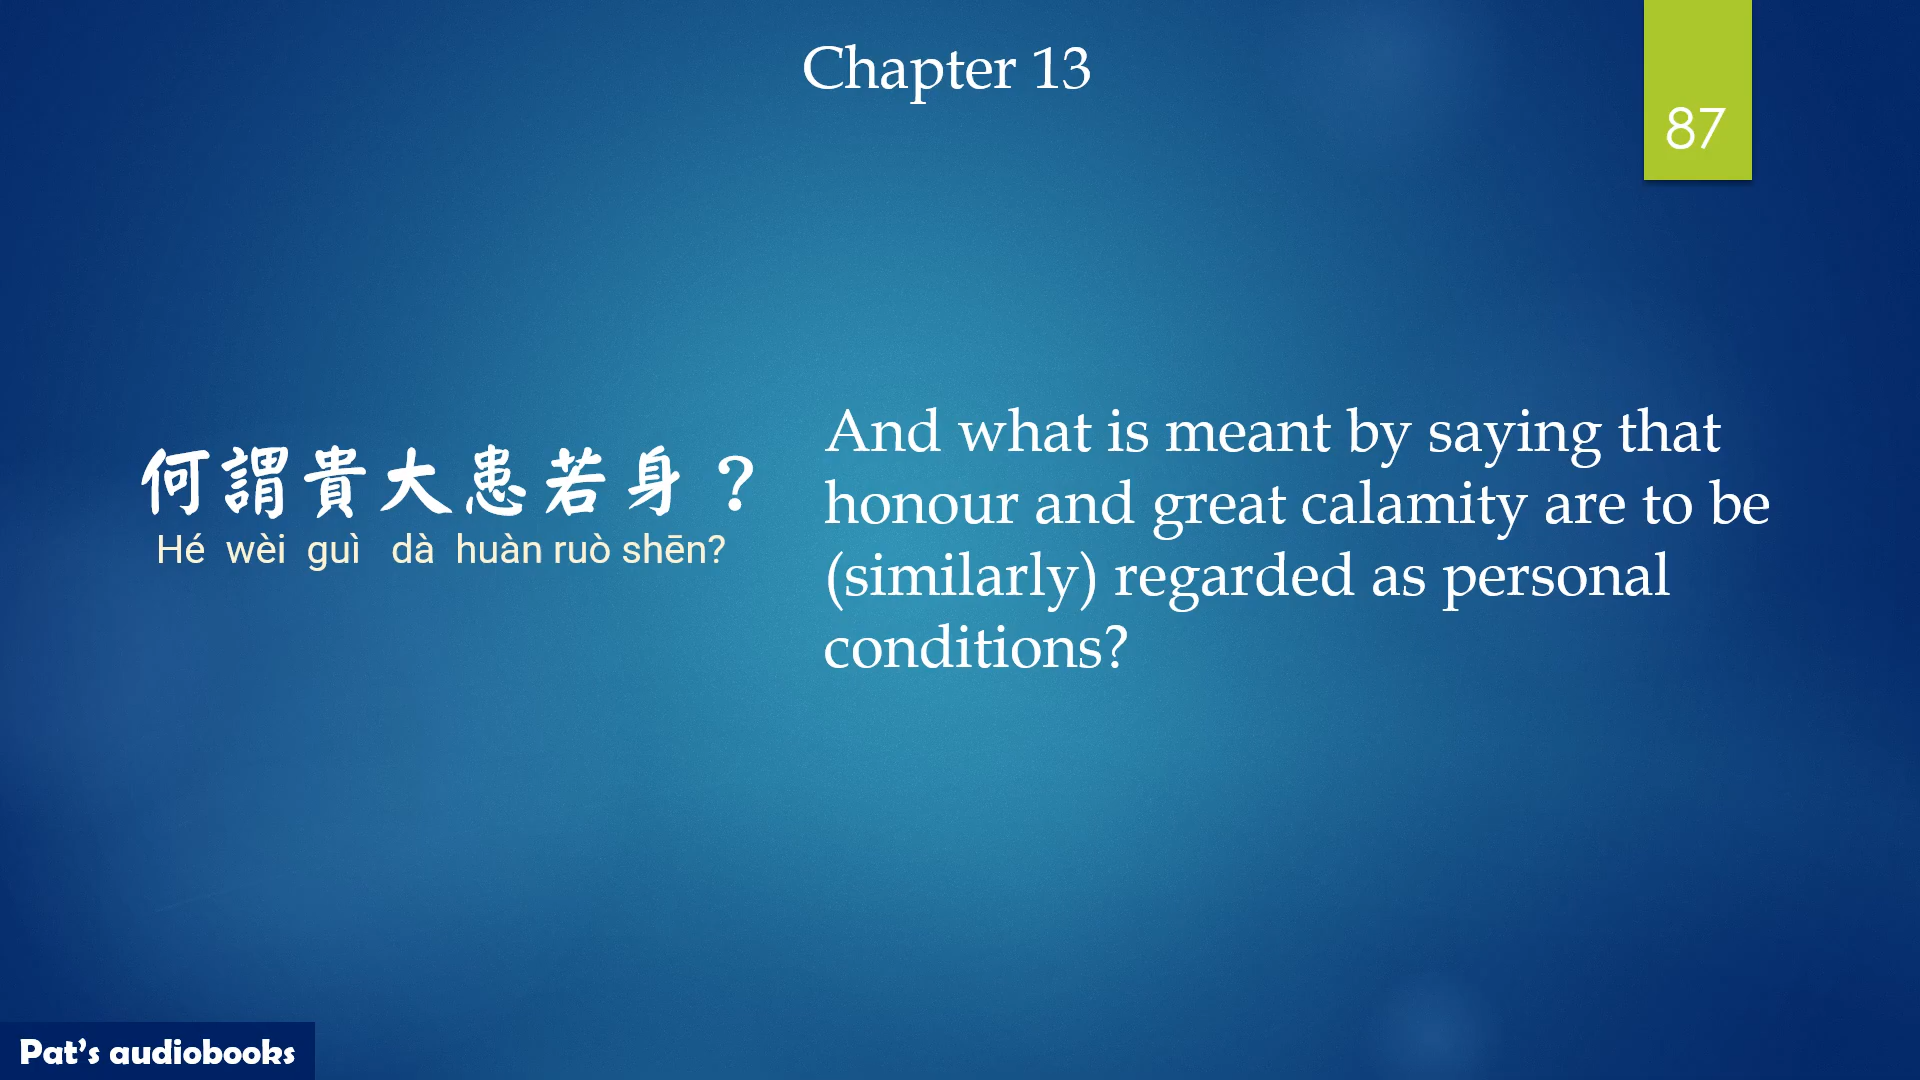 Chapter 13
87
何謂貴大患若身？
Hé wèi guì dà huàn ruò shēn?
And what is meant by saying that
honour and great calamity are to be
(similarly) regarded as personal
conditions?
Pat's audiobooks